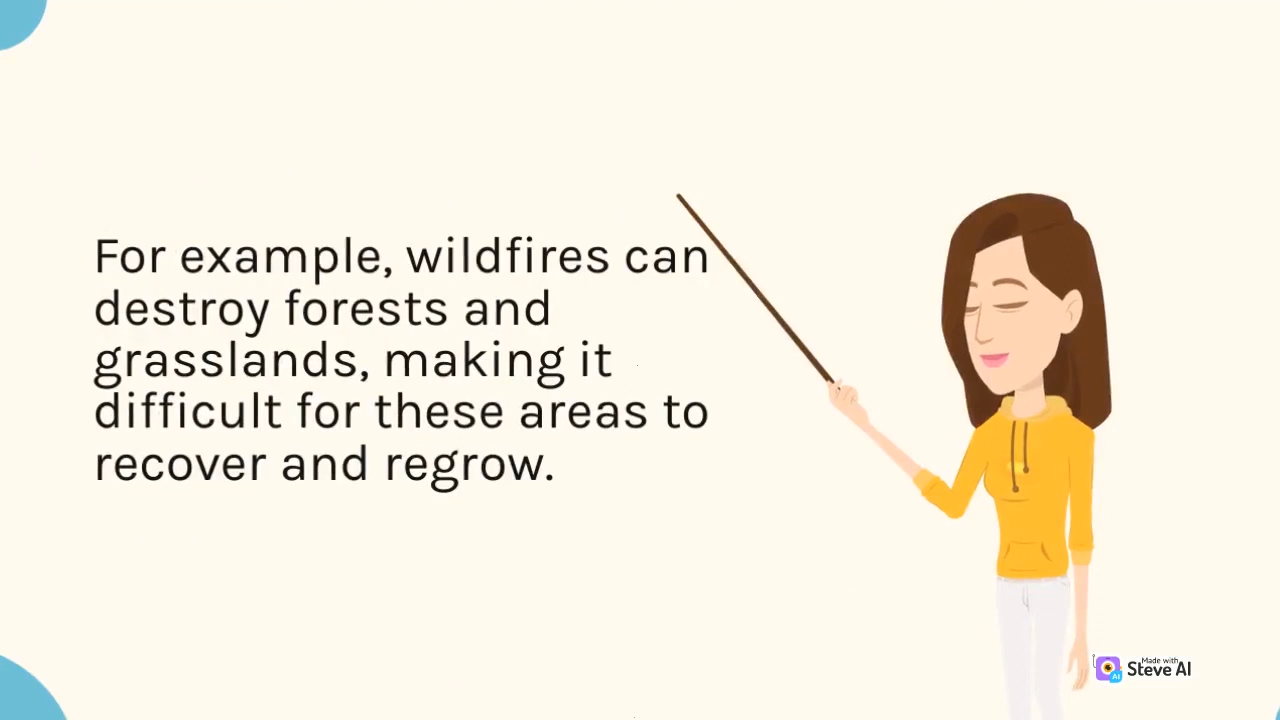 For example, wildfires can
destroy forests and
grasslands, making it
difficult for these areas to
recover and regrow.
Made with
Steve AI
AI